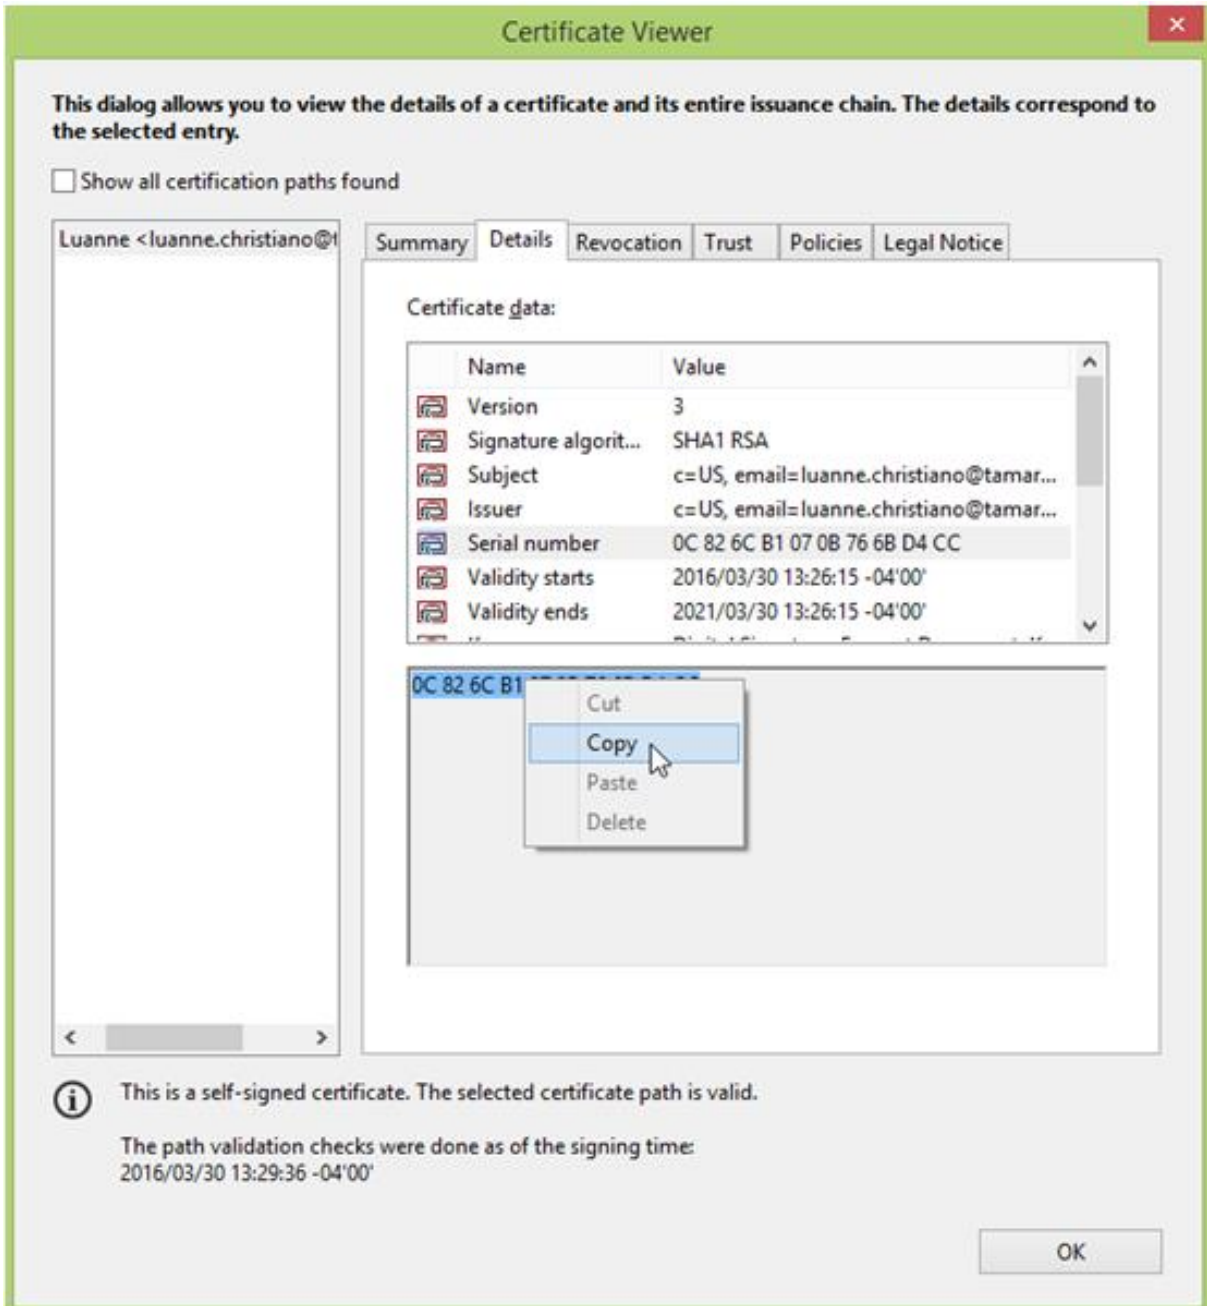 Certificate Viewer
This dialog allows you to view the details of a certificate and its entire issuance chain. The details correspond to
the selected entry.
Show all certification paths found
Luanne <luanne.christiano@
Summary Details Revocation Trust Policies Legal Notice
Certificate data:
Name Value
Version 3
Signature algorit... SHA1 RSA
Subject c=US, email=luanne.christiano@tamar...
Issuer c=US, email=luanne.christiano@tamar...
Serial number 0C 82 6C B1 07 0B 76 6B D4 CC
Validity starts 2016/03/30 13:26:15 -04'00'
Validity ends 2021/03/30 13:26:15 -04'00'
0C 82 6C B1
Cut
Copy
Paste
Delete
This is a self-signed certificate. The selected certificate path is valid.
The path validation checks were done as of the signing time:
2016/03/30 13:29:36 -04'00'
OK